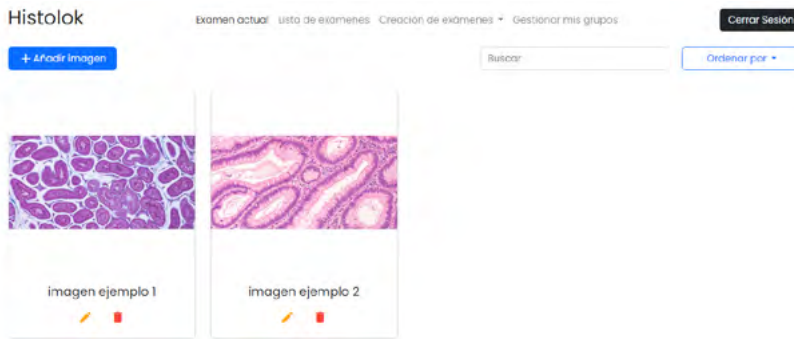 Histolok
Examen actual Lista de exámenes Creación de exámenes Gestionar mis grupos
Cerrar Sesión
+ Añadir imagen
Buscar
Ordenar por
imagen ejemplo 1
imagen ejemplo 2